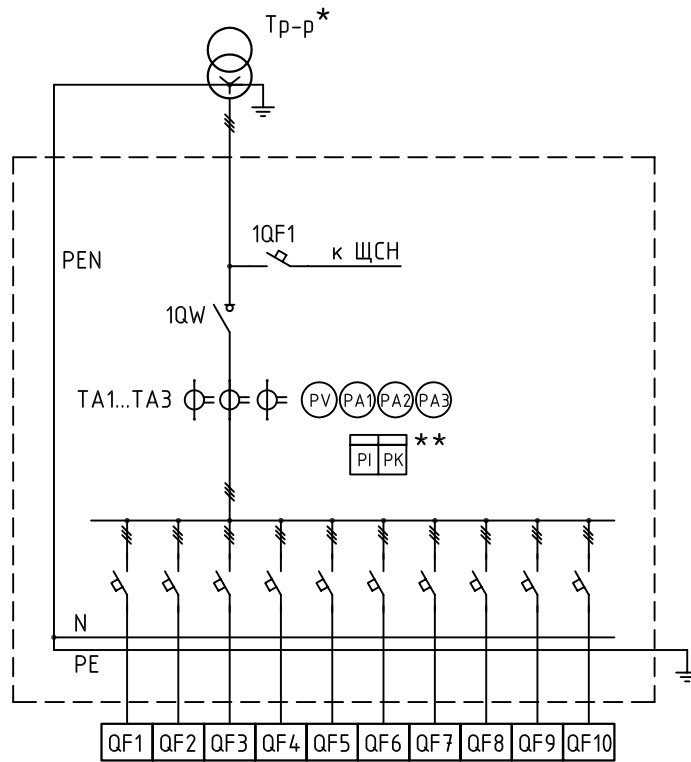 Тр-р*
PEN
1QF1
к ЩСН
1QW
TA1...TA3
PV PA1 PA2 PA3
PI PK **
N
PE
QF1 QF2 QF3 QF4 QF5 QF6 QF7 QF8 QF9 QF10